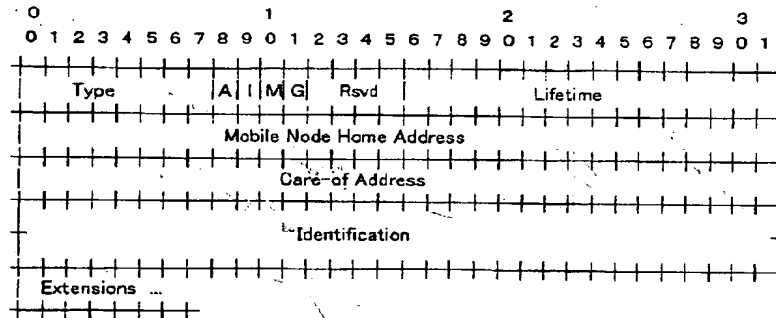 0 1 2 3
0 1 2 3 4 5 6 7 8 9 0 1 2 3 4 5 6 7 8 9 0 1 2 3 4 5 6 7 8 9 0 1
Type A I M G Rsvd Lifetime
Mobile Node Home Address
Care-of Address
Identification
Extensions ...